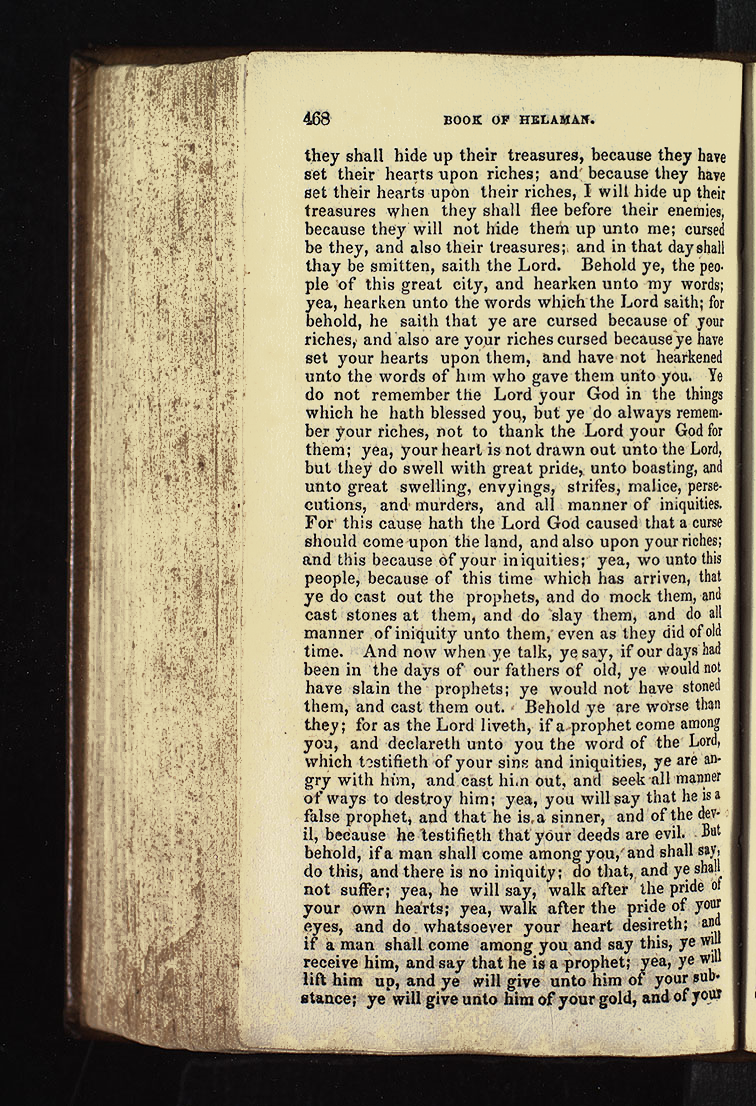 468 BOOK OF HELAMAN.
they shall hide up their treasures, because they have
set their hearts upon riches; and because they have
set their hearts upon their riches, I will hide up their
treasures when they shall flee before their enemies,
because they will not hide them up unto me; cursed
be they, and also their treasures; and in that day shall
thay be smitten, saith the Lord. Behold ye, the peo-
ple of this great city, and hearken unto my words;
yea, hearken unto the words which the Lord saith; for
behold, he saith that ye are cursed because of your
riches, and also are your riches cursed because ye have
set your hearts upon them, and have not hearkened
unto the words of him who gave them unto you. Ye
do not remember the Lord your God in the things
which he hath blessed you, but ye do always remem-
ber your riches, not to thank the Lord your God for
them; yea, your heart is not drawn out unto the Lord,
but they do swell with great pride, unto boasting, and
unto great swelling, envyings, strifes, malice, perse-
cutions, and murders, and all manner of iniquities.
For this cause hath the Lord God caused that a curse
should come upon the land, and also upon your riches;
and this because of your iniquities; yea, wo unto this
people, because of this time which has arriven, that
ye do cast out the prophets, and do mock them, and
cast stones at them, and do slay them, and do all
manner of iniquity unto them, even as they did of old
time. And now when ye talk, ye say, if our days had
been in the days of our fathers of old, ye would not
have slain the prophets; ye would not have stoned
them, and cast them out. Behold ye are worse than
they; for as the Lord liveth, if a prophet come among
you, and declareth unto you the word of the Lord,
which testifieth of your sins and iniquities, ye are an-
gry with him, and cast him out, and seek all manner
of ways to destroy him; yea, you will say that he is a
false prophet, and that he is a sinner, and of the dev-
il, because he testifieth that your deeds are evil. But
behold, if a man shall come among you, and shall say,
do this, and there is no iniquity; do that, and ye shall
not suffer; yea, he will say, walk after the pride of
your own hearts; yea, walk after the pride of your
eyes, and do whatsoever your heart desireth; and
if a man shall come among you and say this, ye will
receive him, and say that he is a prophet; yea, ye will
lift him up, and ye will give unto him of your sub-
stance; ye will give unto him of your gold, and of your